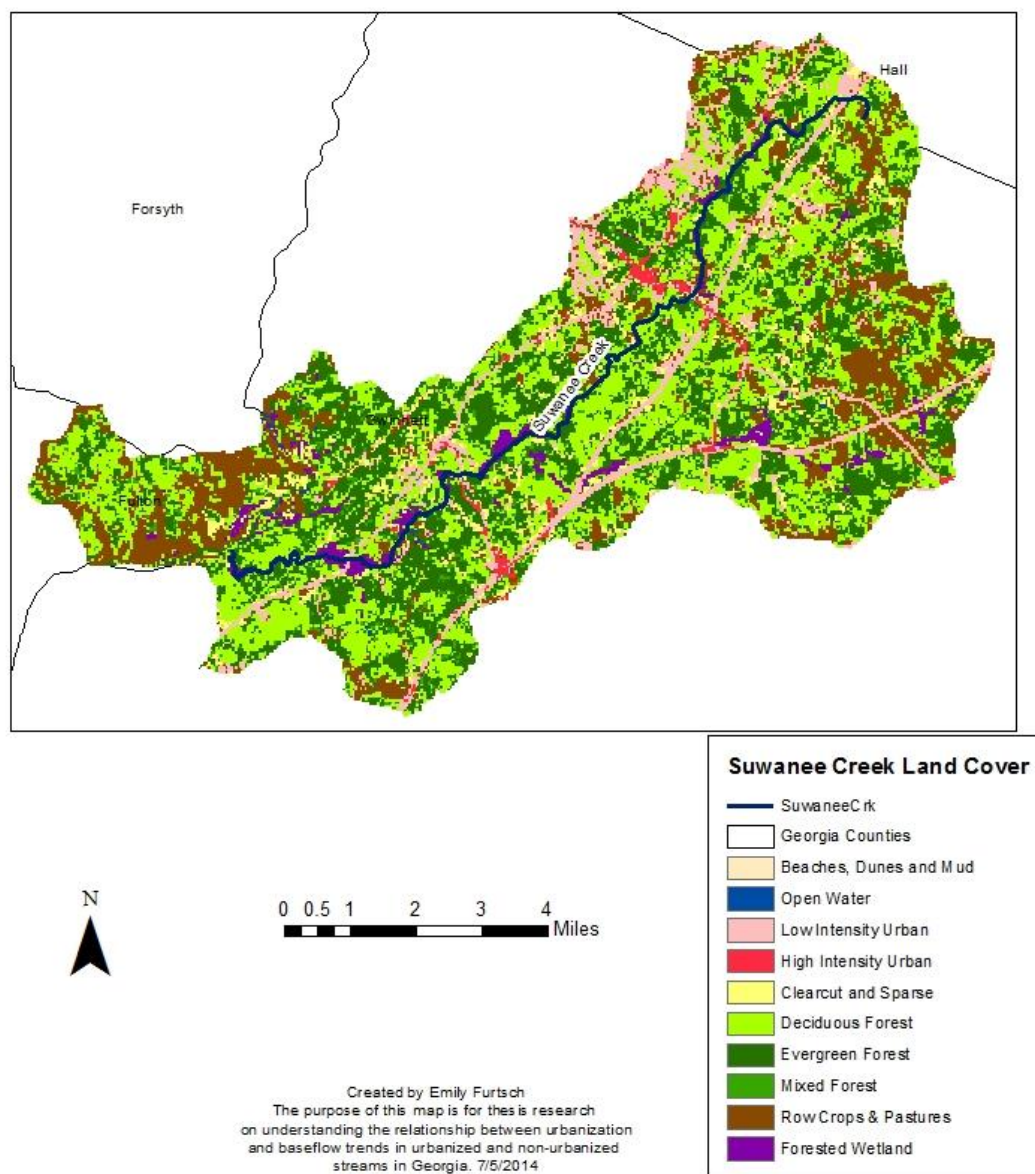 Hall
Forsyth
Suwanee Creek
Fulton
Suwanee Creek Land Cover
SuwaneeCrk
Georgia Counties
Beaches, Dunes and Mud
Open Water
Low Intensity Urban
High Intensity Urban
Clearcut and Sparse
Deciduous Forest
Evergreen Forest
Mixed Forest
Row Crops & Pastures
Forested Wetland
N
0 0.5 1 2 3 4
Miles
Created by Emily Furtsch
The purpose of this map is for thesis research
on understanding the relationship between urbanization
and baseflow trends in urbanized and non-urbanized
streams in Georgia. 7/5/2014